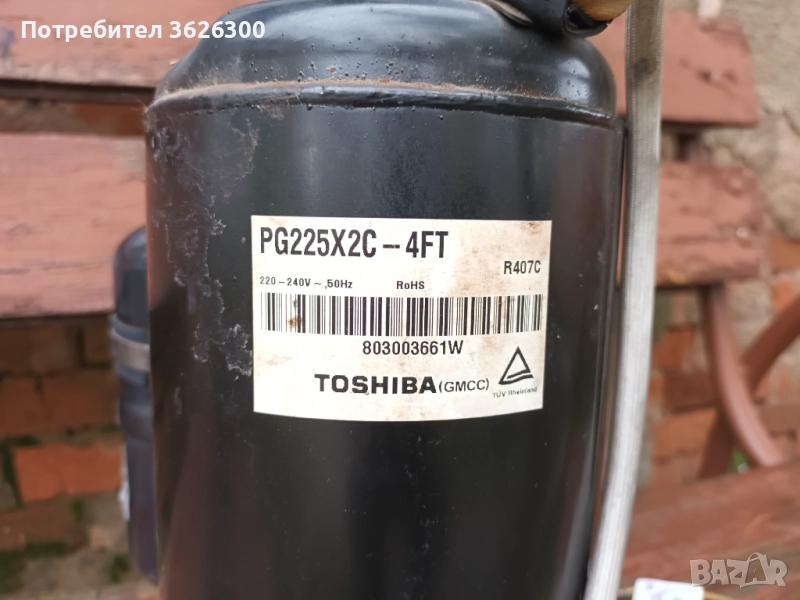 Потребител 3626300
PG225X2C-4FT
R407C
220-240V~,50Hz RoHS
803003661W
TOSHIBA (GMCC)
TÜV Rheinland
BAZAR